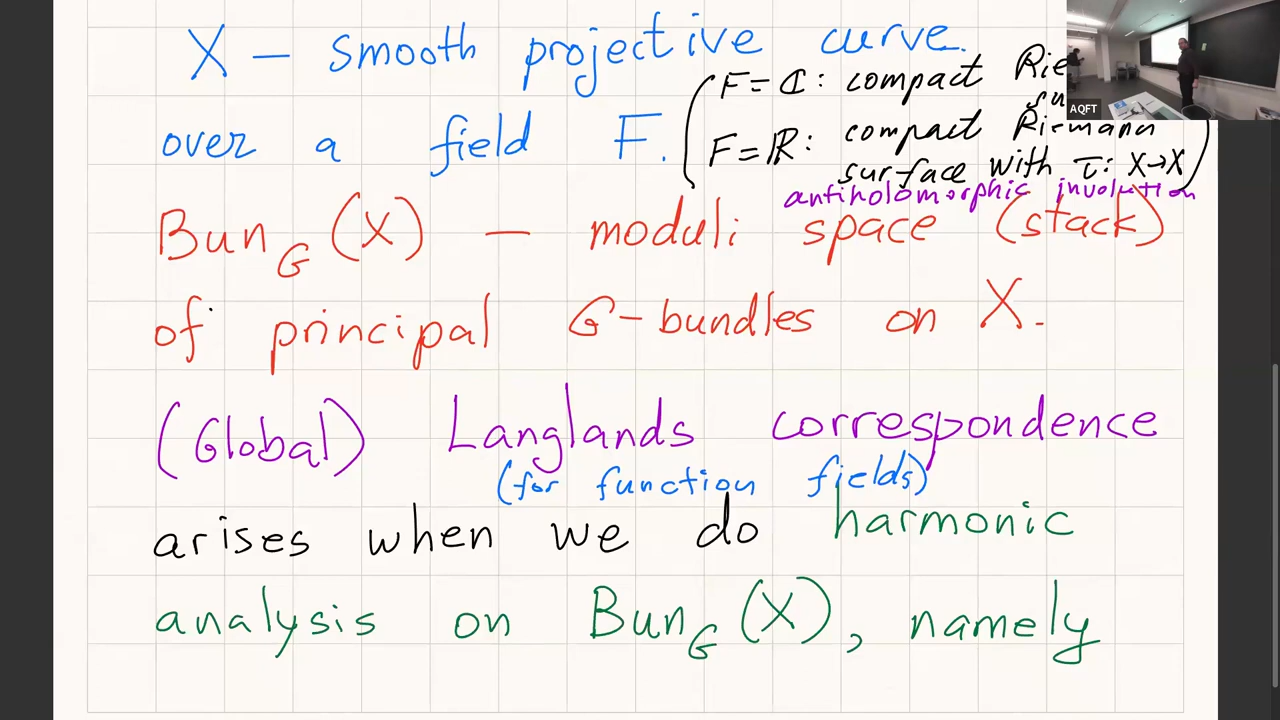 X — smooth projective curve
over a field F.
F = ℂ: compact
F = ℝ: compact Riemann
surface with τ: X→X
antiholomorphic involution
Bun_G (X) — moduli space (stack)
of principal G-bundles on X.
(Global) Langlands correspondence
(for function fields)
arises when we do harmonic
analysis on Bun_G (X), namely
AQFT